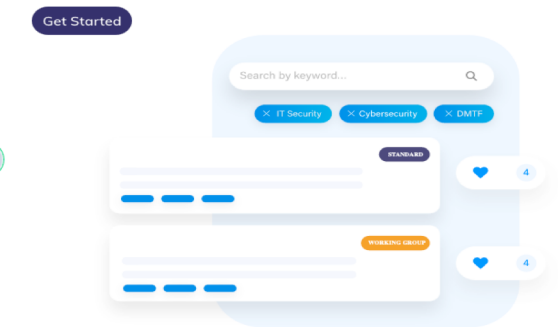 Get Started
Search by keyword...
IT Security
Cybersecurity
DMTF
STANDARD
4
WORKING GROUP
4